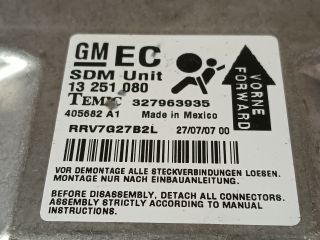 GM EC
SDM Unit
13 251 080
TEMIC 327963935
405682 A1 Made in Mexico
RRV7G27B2L 27/07/07 00
VORNE
FORWARD
VOR DEMONTAGE ALLE STECKVERBINDUNGEN LOESEN.
MONTAGE NUR NACH EINBAUANLEITUNG.
BEFORE DISASSEMBLY, DETACH ALL CONNECTORS.
ASSEMBLY STRICTLY ACCORDING TO MANUAL
INSTRUCTIONS.